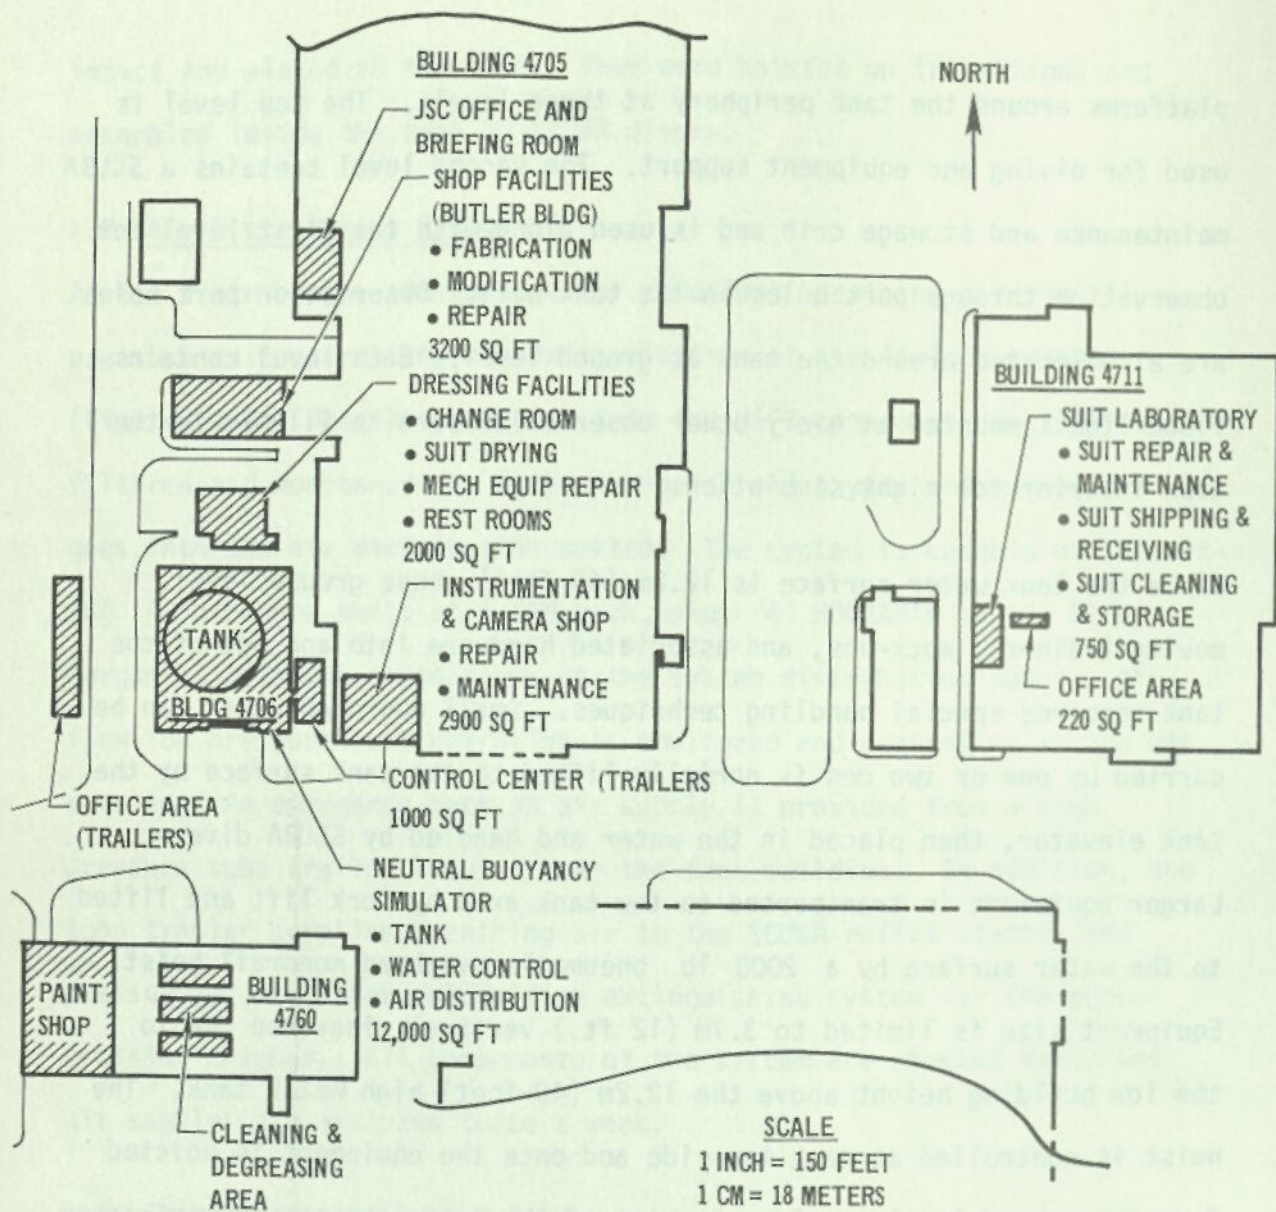 BUILDING 4705
JSC OFFICE AND
BRIEFING ROOM
SHOP FACILITIES
(BUTLER BLDG)
• FABRICATION
• MODIFICATION
• REPAIR
3200 SQ FT
DRESSING FACILITIES
• CHANGE ROOM
• SUIT DRYING
• MECH EQUIP REPAIR
• REST ROOMS
2000 SQ FT
INSTRUMENTATION
& CAMERA SHOP
• REPAIR
• MAINTENANCE
2900 SQ FT
CONTROL CENTER (TRAILERS
1000 SQ FT
NEUTRAL BUOYANCY
SIMULATOR
• TANK
• WATER CONTROL
• AIR DISTRIBUTION
12,000 SQ FT
TANK
BLDG 4706
OFFICE AREA
(TRAILERS)
PAINT
SHOP
BUILDING
4760
CLEANING &
DEGREASING
AREA
NORTH
BUILDING 4711
SUIT LABORATORY
• SUIT REPAIR &
MAINTENANCE
• SUIT SHIPPING &
RECEIVING
• SUIT CLEANING
& STORAGE
750 SQ FT
OFFICE AREA
220 SQ FT
SCALE
1 INCH = 150 FEET
1 CM = 18 METERS